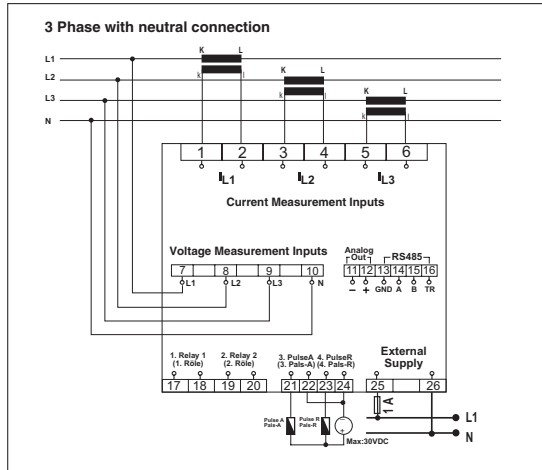 3 Phase with neutral connection
K L
L1
k l
L2
K L
k l
L3
K L
k l
N
1 2 3 4 5 6
IL1 IL2 IL3
Current Measurement Inputs
Voltage Measurement Inputs
7 8 9 10
L1 L2 L3 N
Analog Out
RS485
11 12 13 14 15 16
− + GND A B TR
1. Relay 1 (1. Röle)
2. Relay 2 (2. Röle)
3. PulseA (3. Pals-A)
4. PulseR (4. Pals-R)
External Supply
17 18 19 20 21 22 23 24 25 26
Pulse A Pals-A
Pulse R Pals-R
− +
Max:30VDC
1 A
L1
N